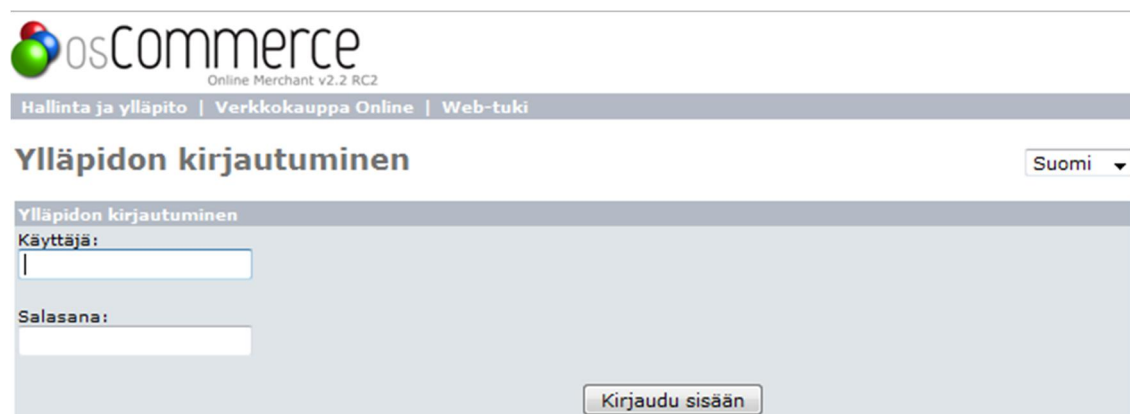 osCommerce
Online Merchant v2.2 RC2
Hallinta ja ylläpito | Verkkokauppa Online | Web-tuki
Ylläpidon kirjautuminen
Suomi
Ylläpidon kirjautuminen
Käyttäjä:
Salasana:
Kirjaudu sisään